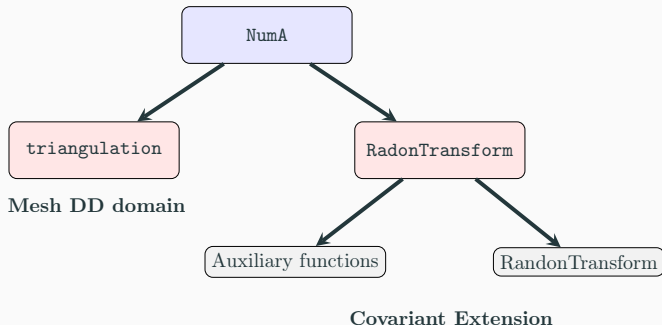 NumA
triangulation
RadonTransform
Mesh DD domain
Auxiliary functions
RandonTransform
Covariant Extension